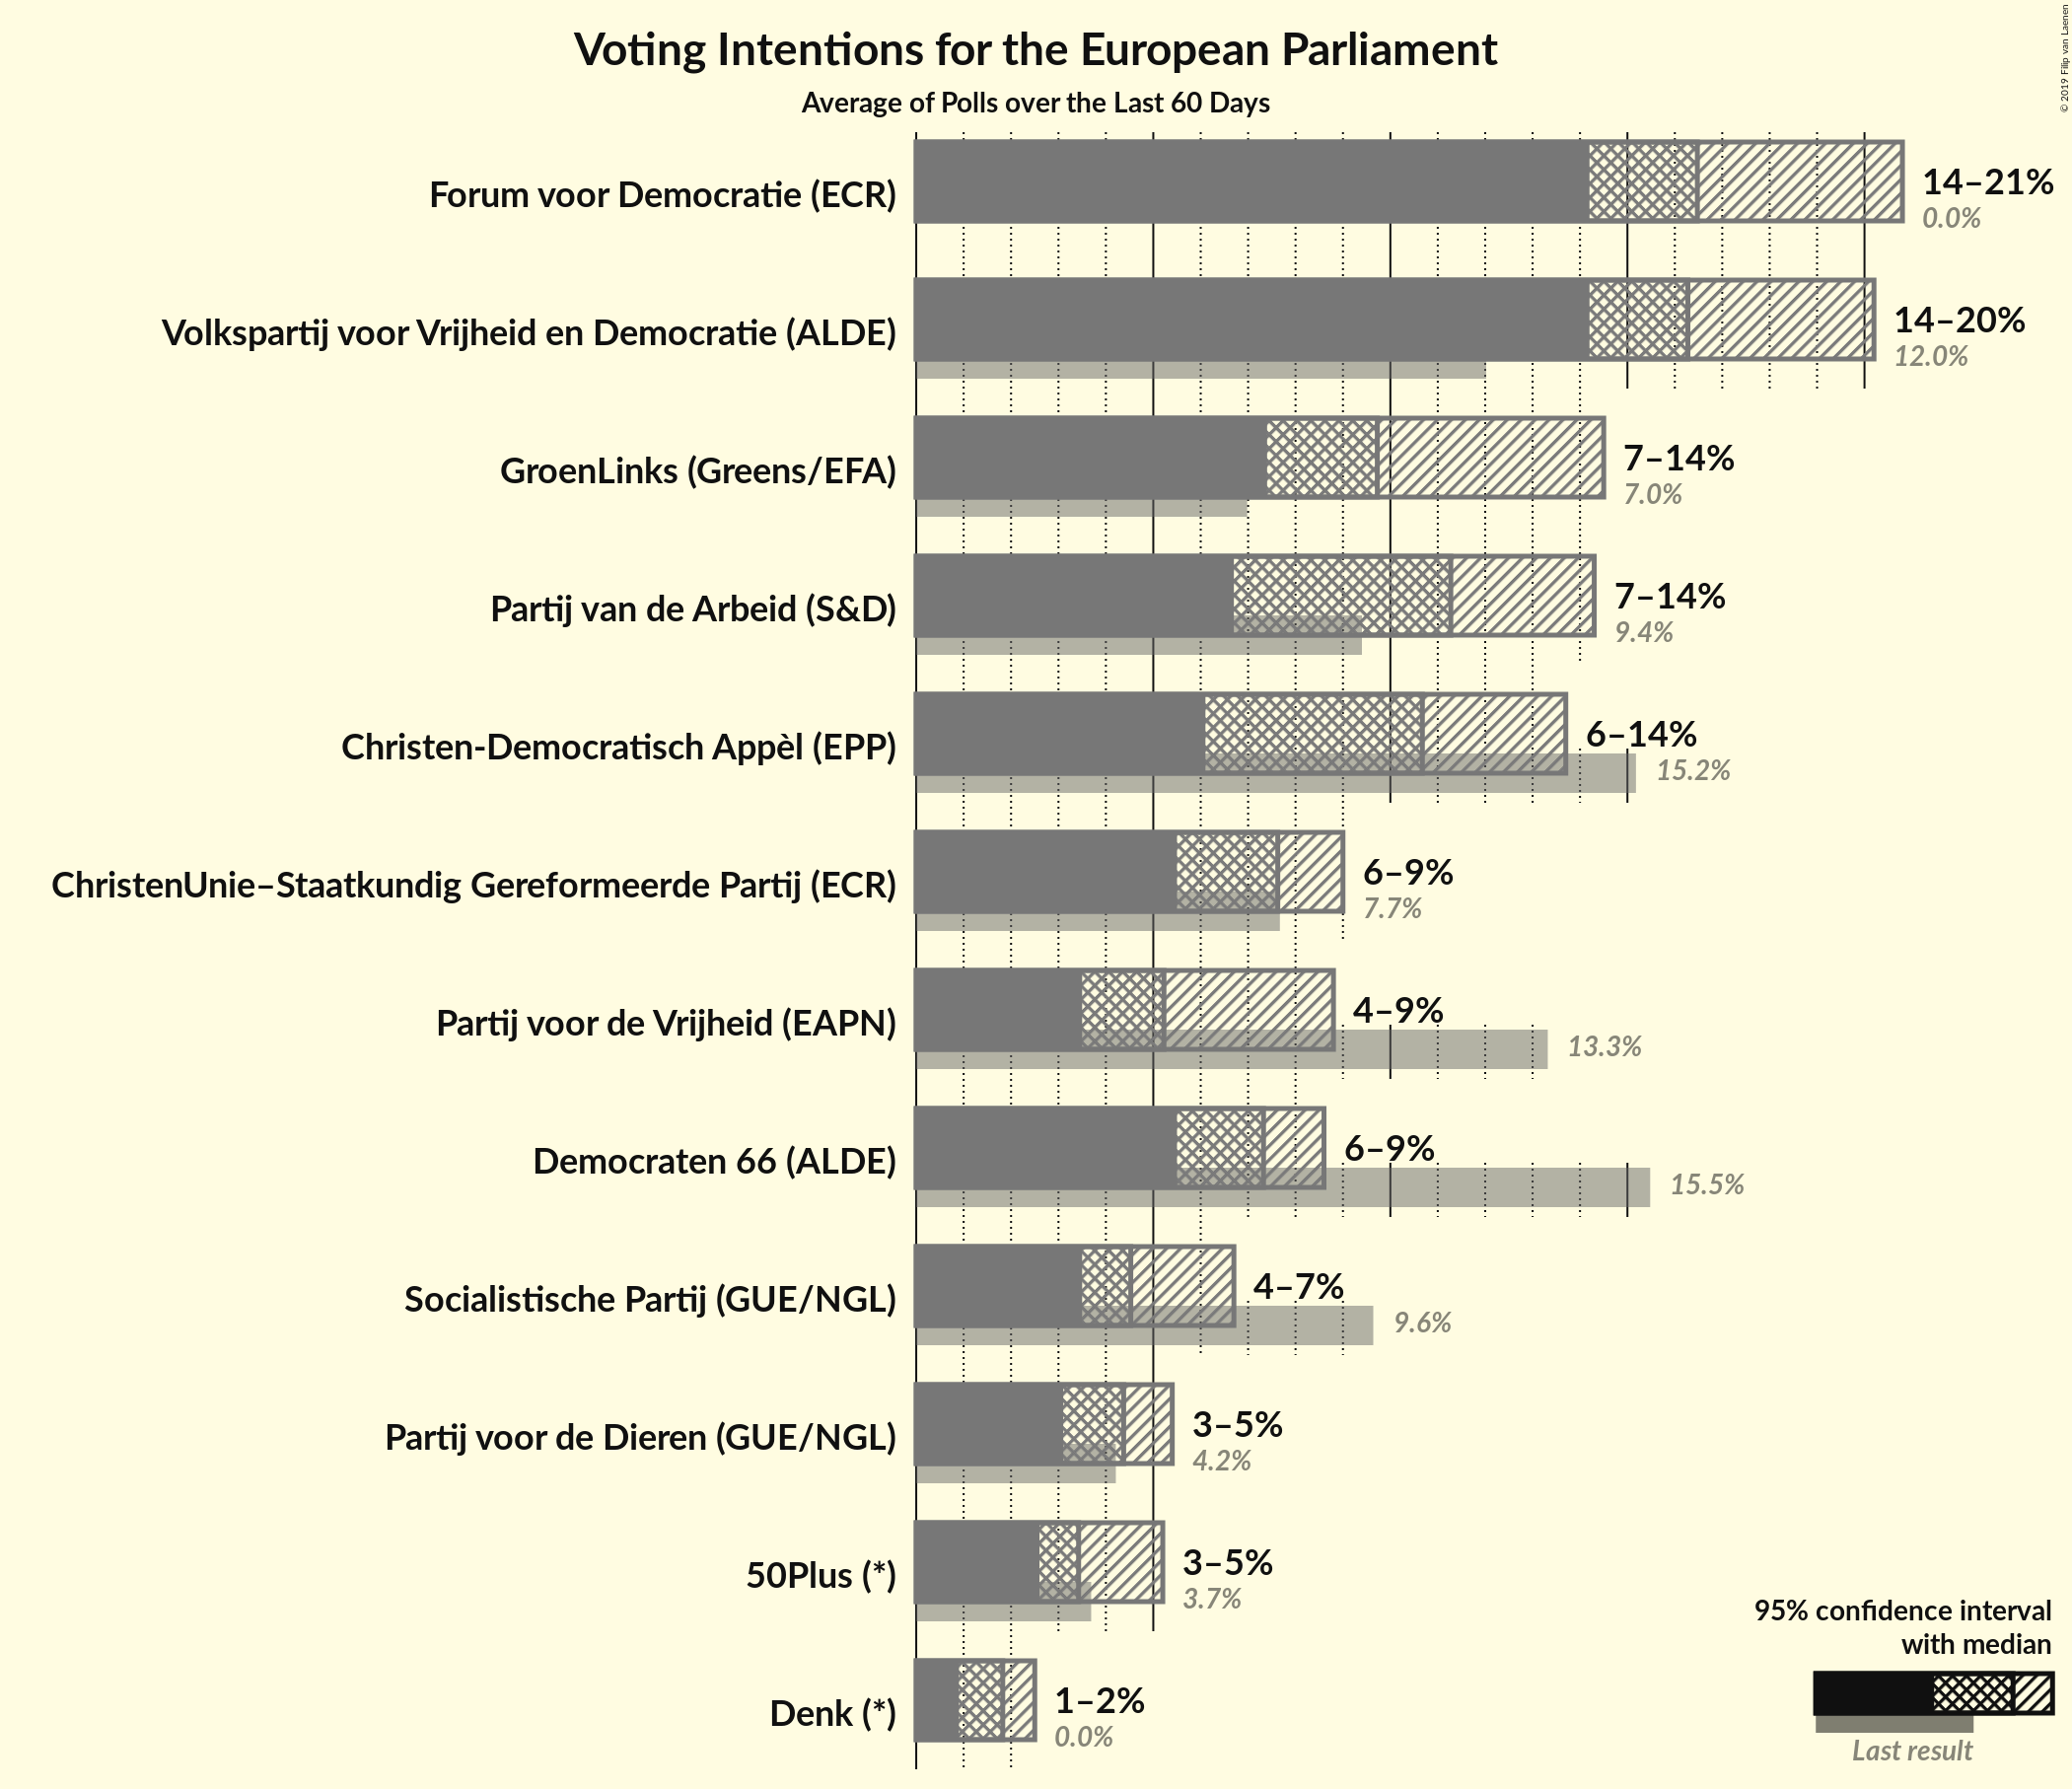 Voting Intentions for the European Parliament
Average of Polls over the Last 60 Days
© 2019 Filip van Laenen
Forum voor Democratie (ECR)
14–21%
0.0%
Volkspartij voor Vrijheid en Democratie (ALDE)
14–20%
12.0%
GroenLinks (Greens/EFA)
7–14%
7.0%
Partij van de Arbeid (S&D)
7–14%
9.4%
Christen-Democratisch Appèl (EPP)
6–14%
15.2%
ChristenUnie–Staatkundig Gereformeerde Partij (ECR)
6–9%
7.7%
Partij voor de Vrijheid (EAPN)
4–9%
13.3%
Democraten 66 (ALDE)
6–9%
15.5%
Socialistische Partij (GUE/NGL)
4–7%
9.6%
Partij voor de Dieren (GUE/NGL)
3–5%
4.2%
50Plus (*)
3–5%
3.7%
Denk (*)
1–2%
0.0%
95% confidence interval
with median
Last result